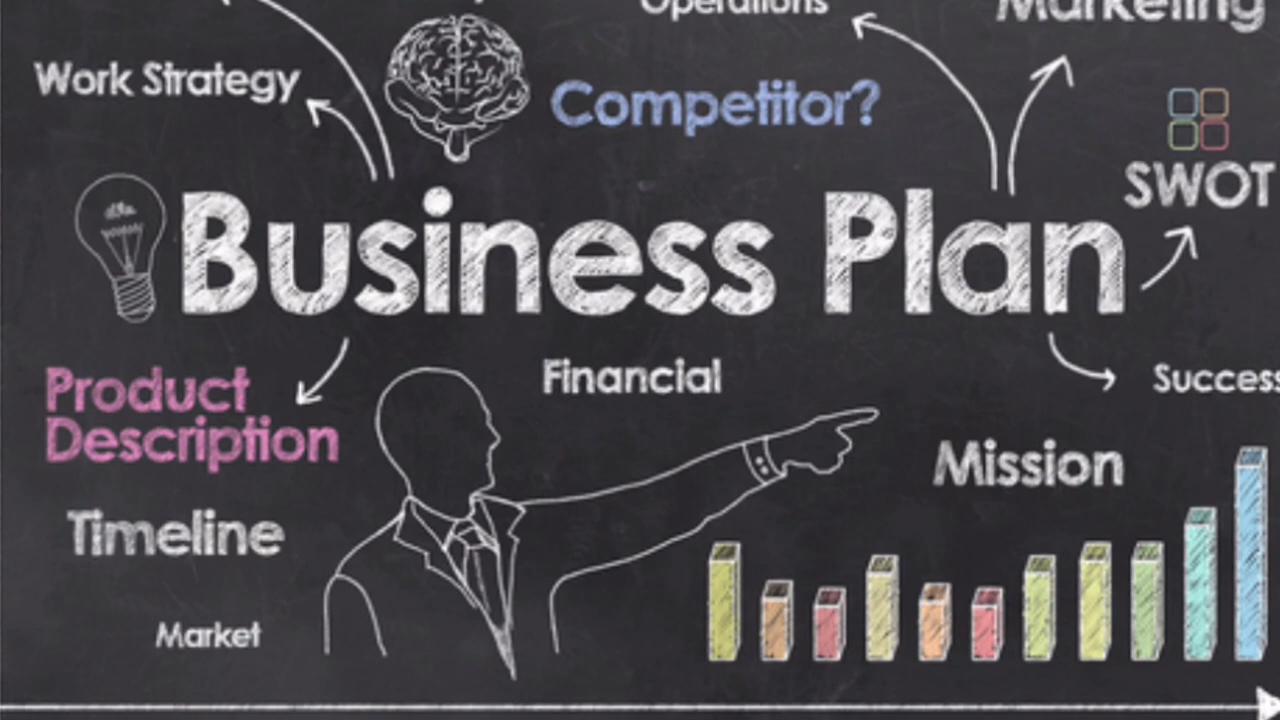 Operations
Marketing
Work Strategy
Competitor?
SWOT
Business Plan
Financial
Success
Product
Description
Mission
Timeline
Market